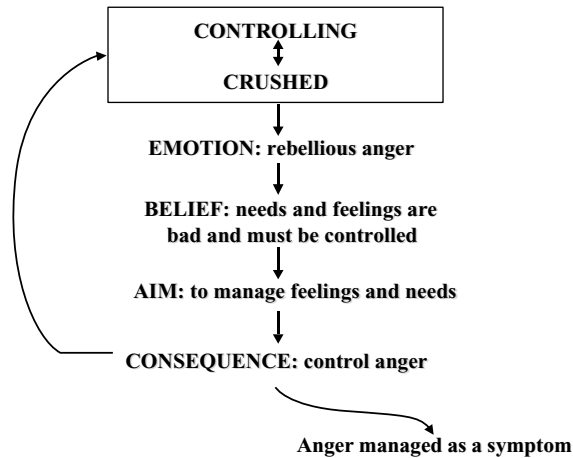 CONTROLLING
CRUSHED
EMOTION: rebellious anger
BELIEF: needs and feelings are
bad and must be controlled
AIM: to manage feelings and needs
CONSEQUENCE: control anger
Anger managed as a symptom